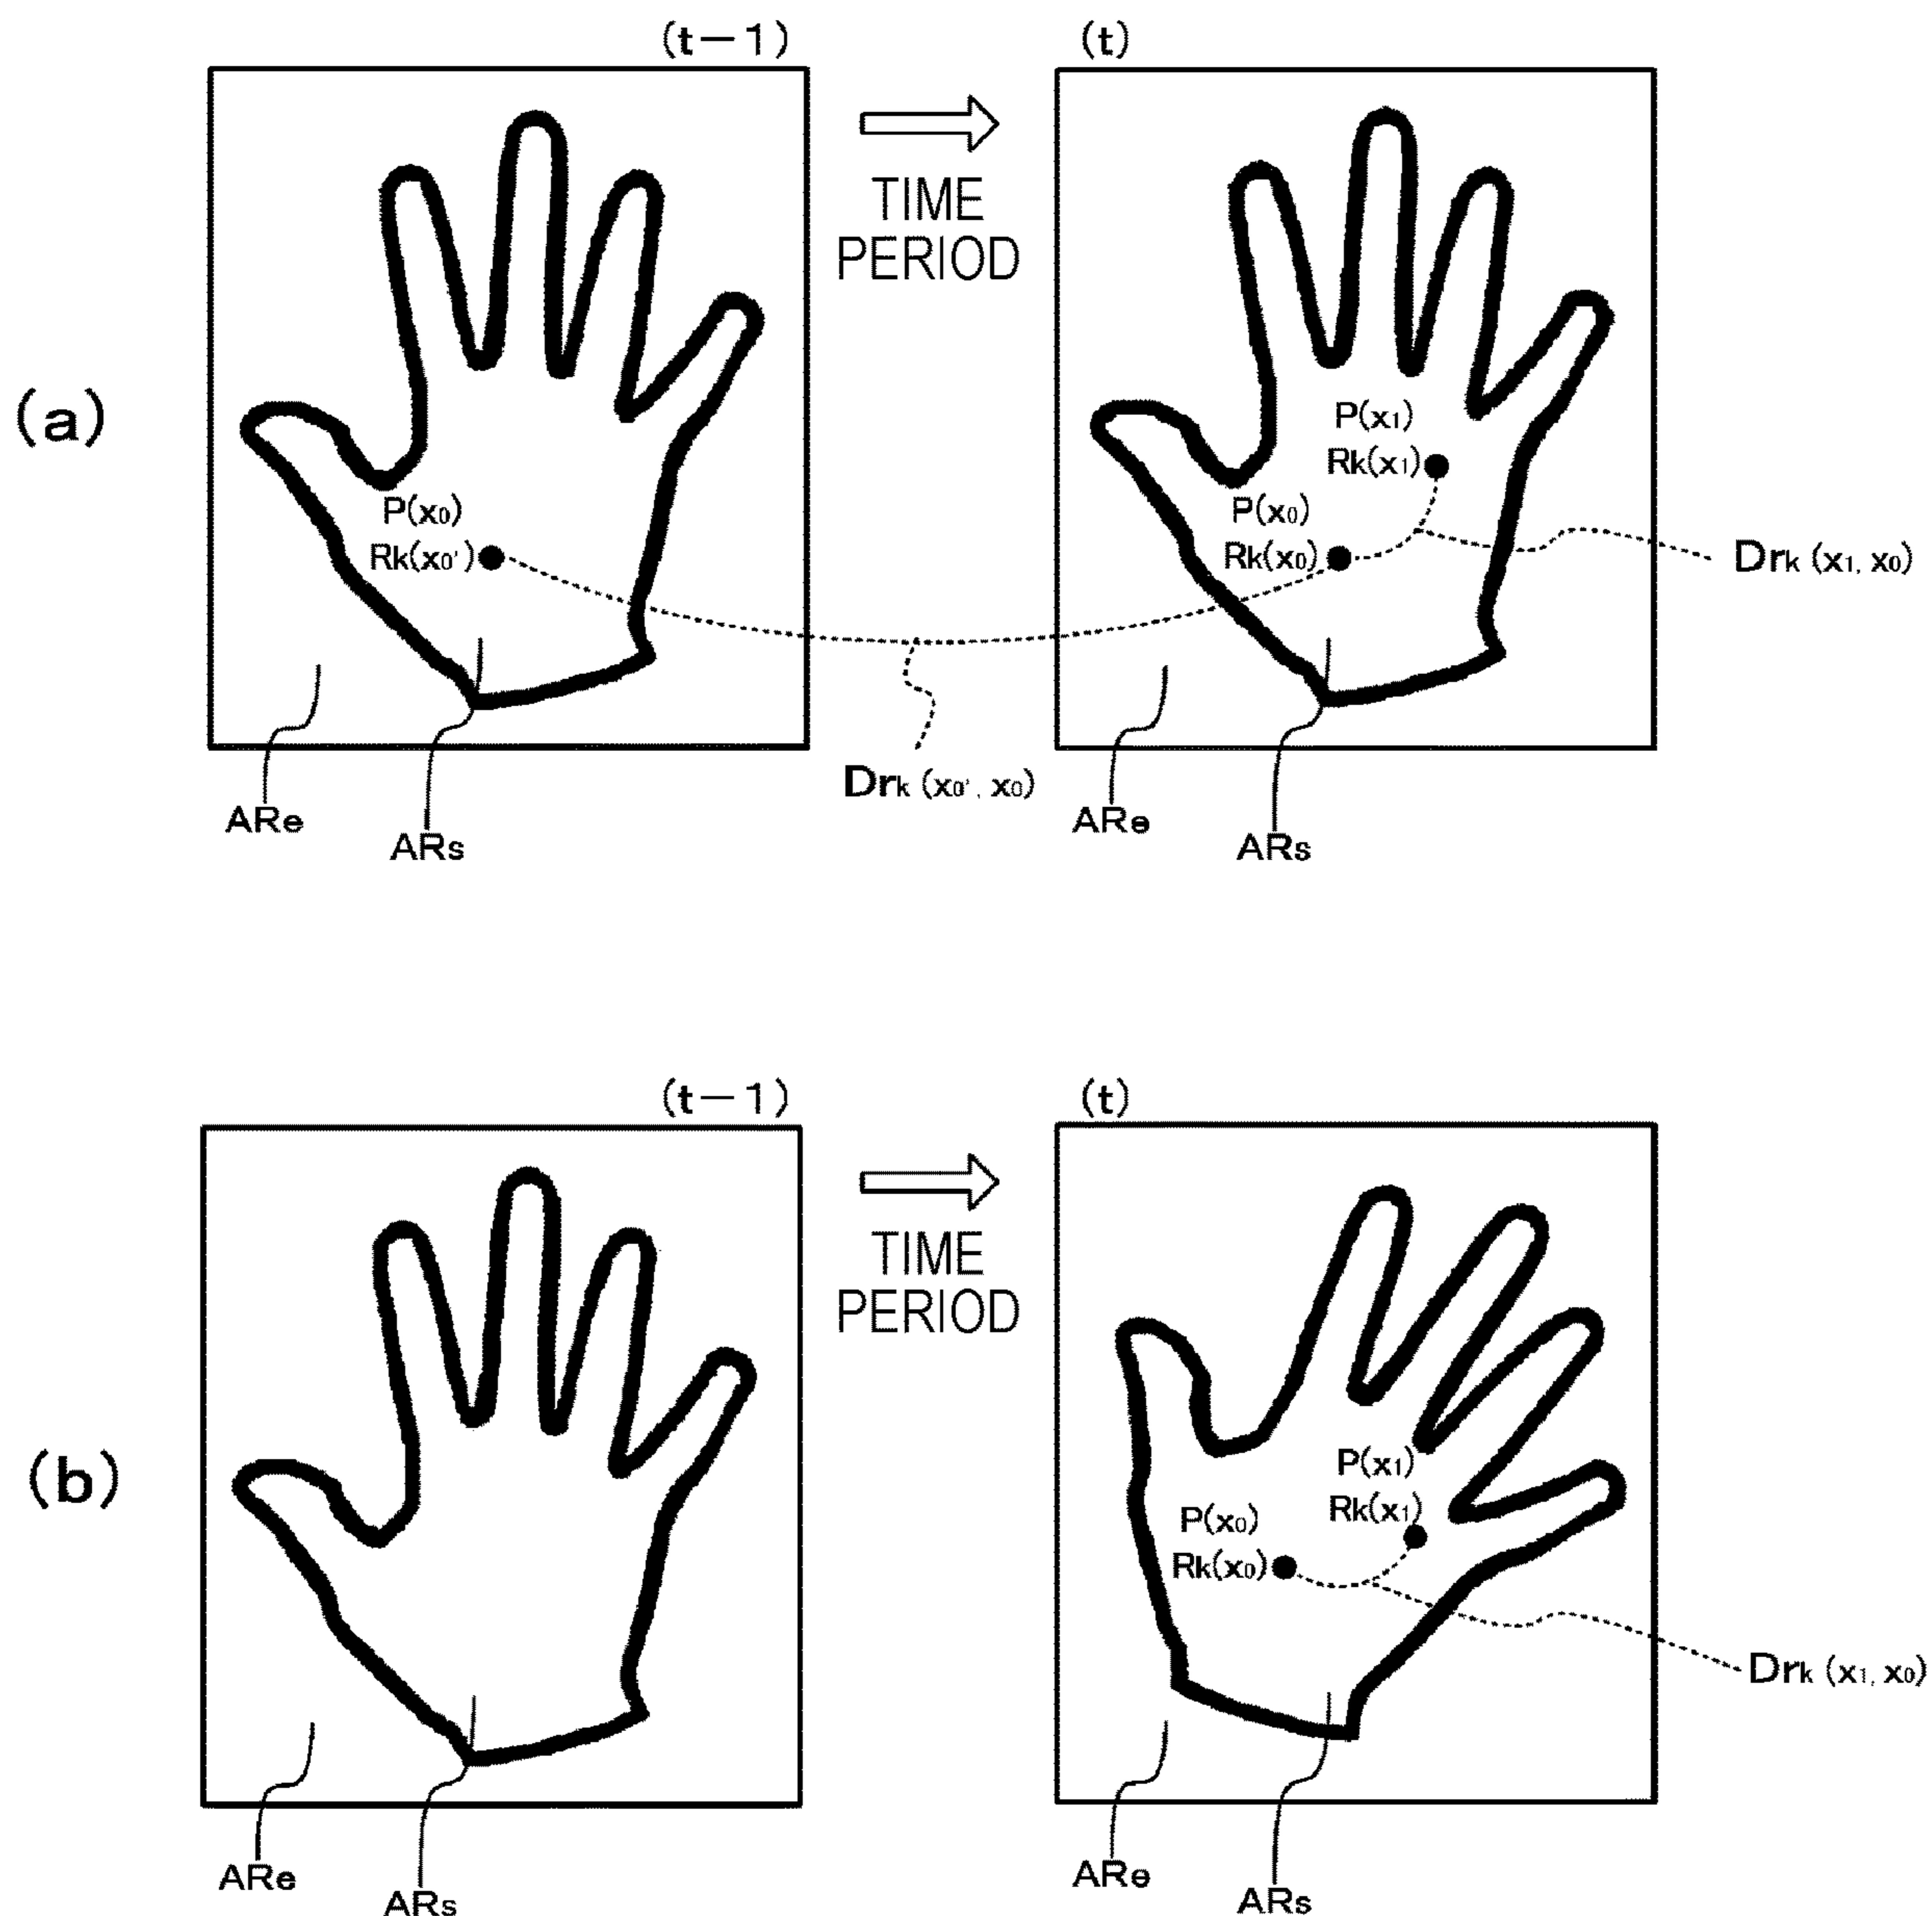 (a)
(t-1)
P(x0)
Rk(x0')
ARe
ARs
TIME
PERIOD
Drk (x0', x0)
(t)
P(x1)
Rk(x1)
P(x0)
Rk(x0)
Drk (x1, x0)
ARe
ARs
(b)
(t-1)
ARe
ARs
TIME
PERIOD
(t)
P(x1)
Rk(x1)
P(x0)
Rk(x0)
Drk (x1, x0)
ARe
ARs